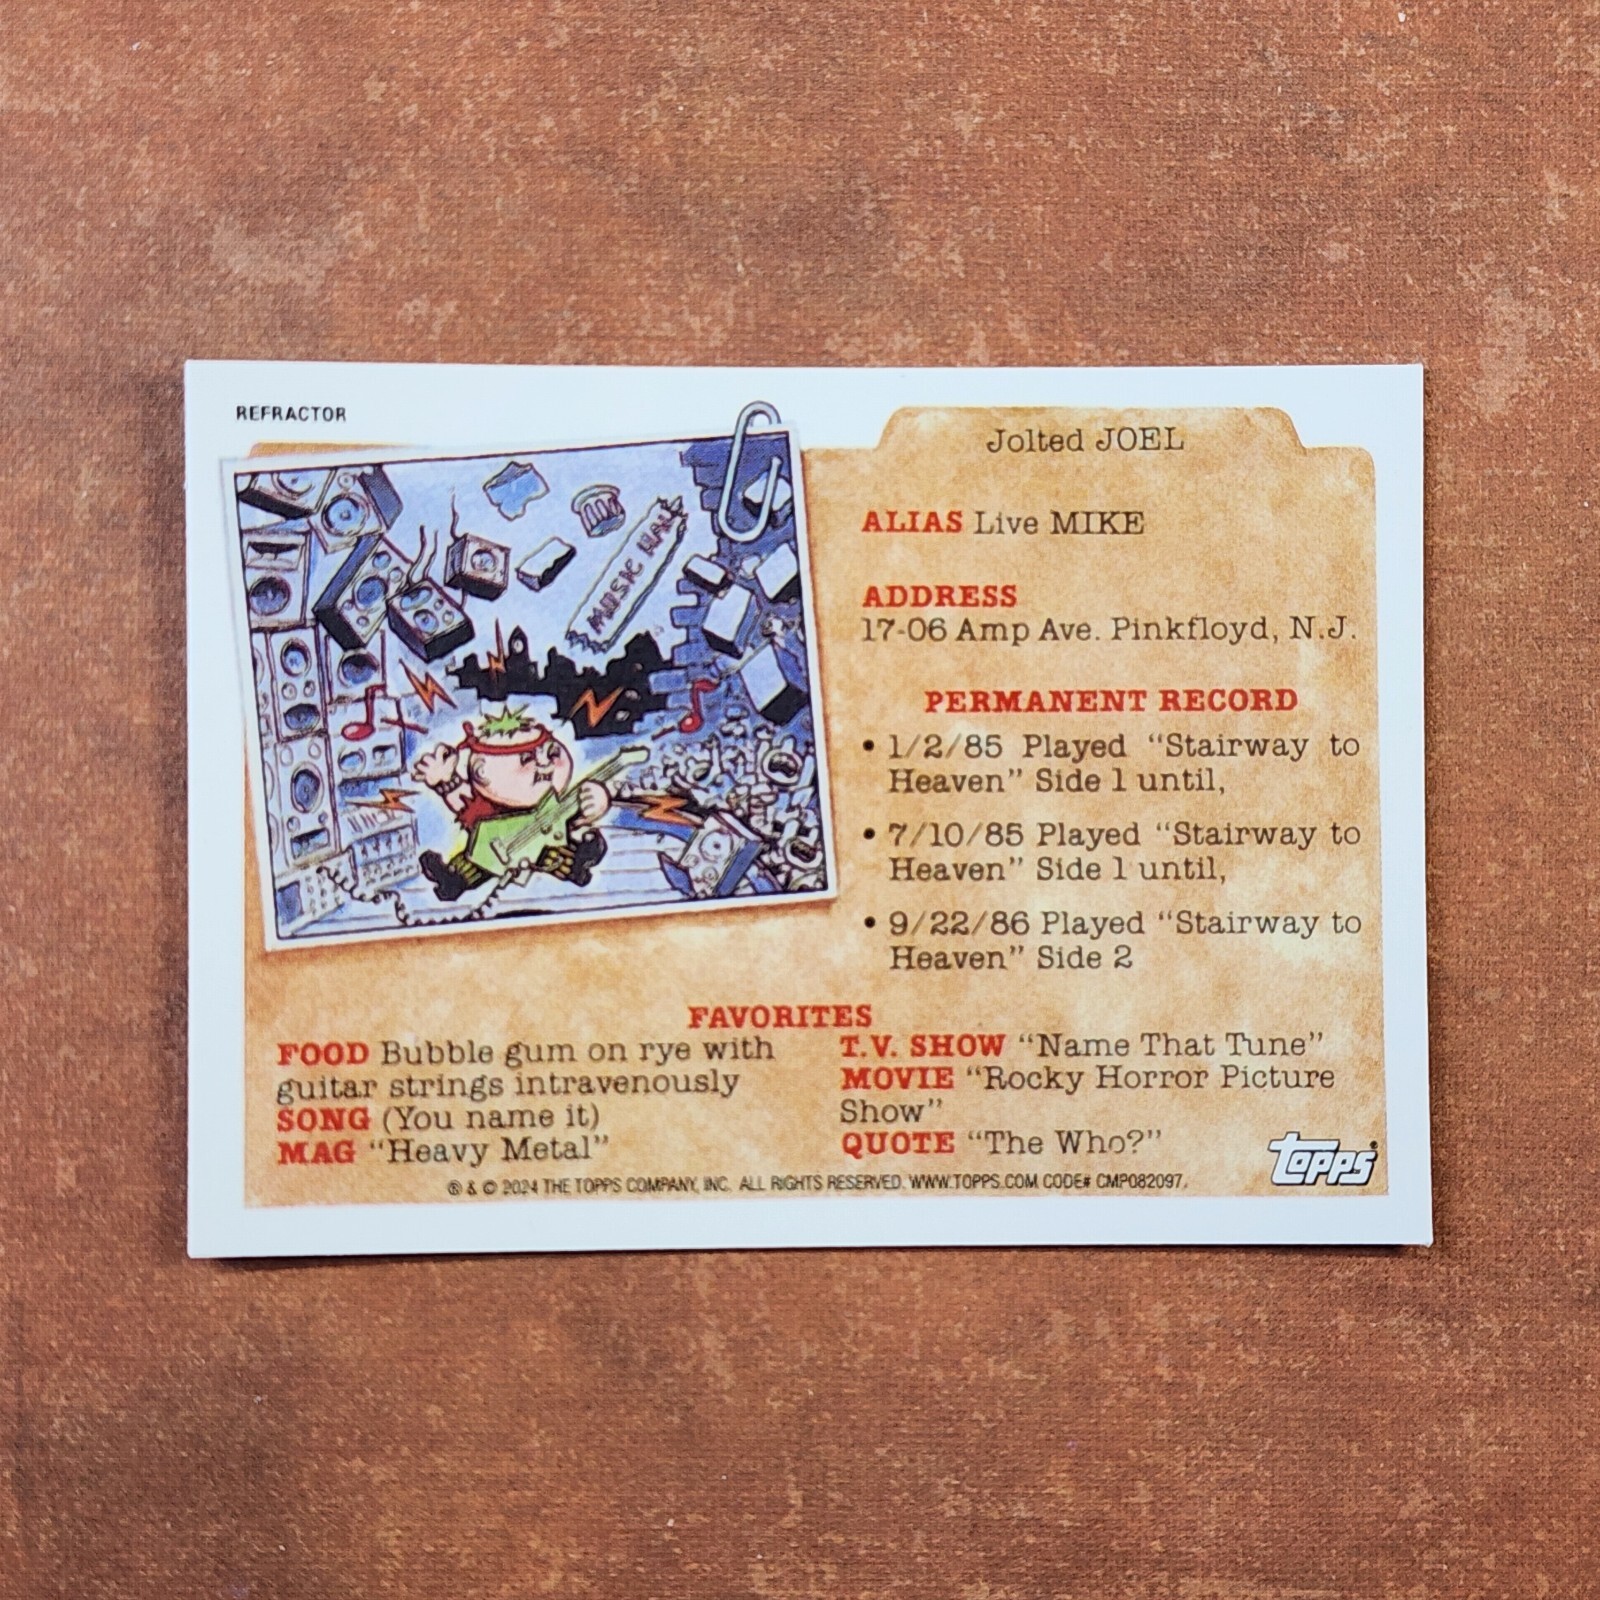 REFRACTOR
Jolted JOEL
MUSIC HALL
ALIAS Live MIKE
ADDRESS
17-06 Amp Ave. Pinkfloyd, N.J.
PERMANENT RECORD
• 1/2/85 Played “Stairway to
Heaven” Side 1 until,
• 7/10/85 Played “Stairway to
Heaven” Side 1 until,
• 9/22/86 Played “Stairway to
Heaven” Side 2
FAVORITES
FOOD Bubble gum on rye with
guitar strings intravenously
SONG (You name it)
MAG “Heavy Metal”
T.V. SHOW “Name That Tune”
MOVIE “Rocky Horror Picture
Show”
QUOTE “The Who?”
topps®
® & © 2024 THE TOPPS COMPANY, INC. ALL RIGHTS RESERVED. WWW.TOPPS.COM CODE# CMP082097.